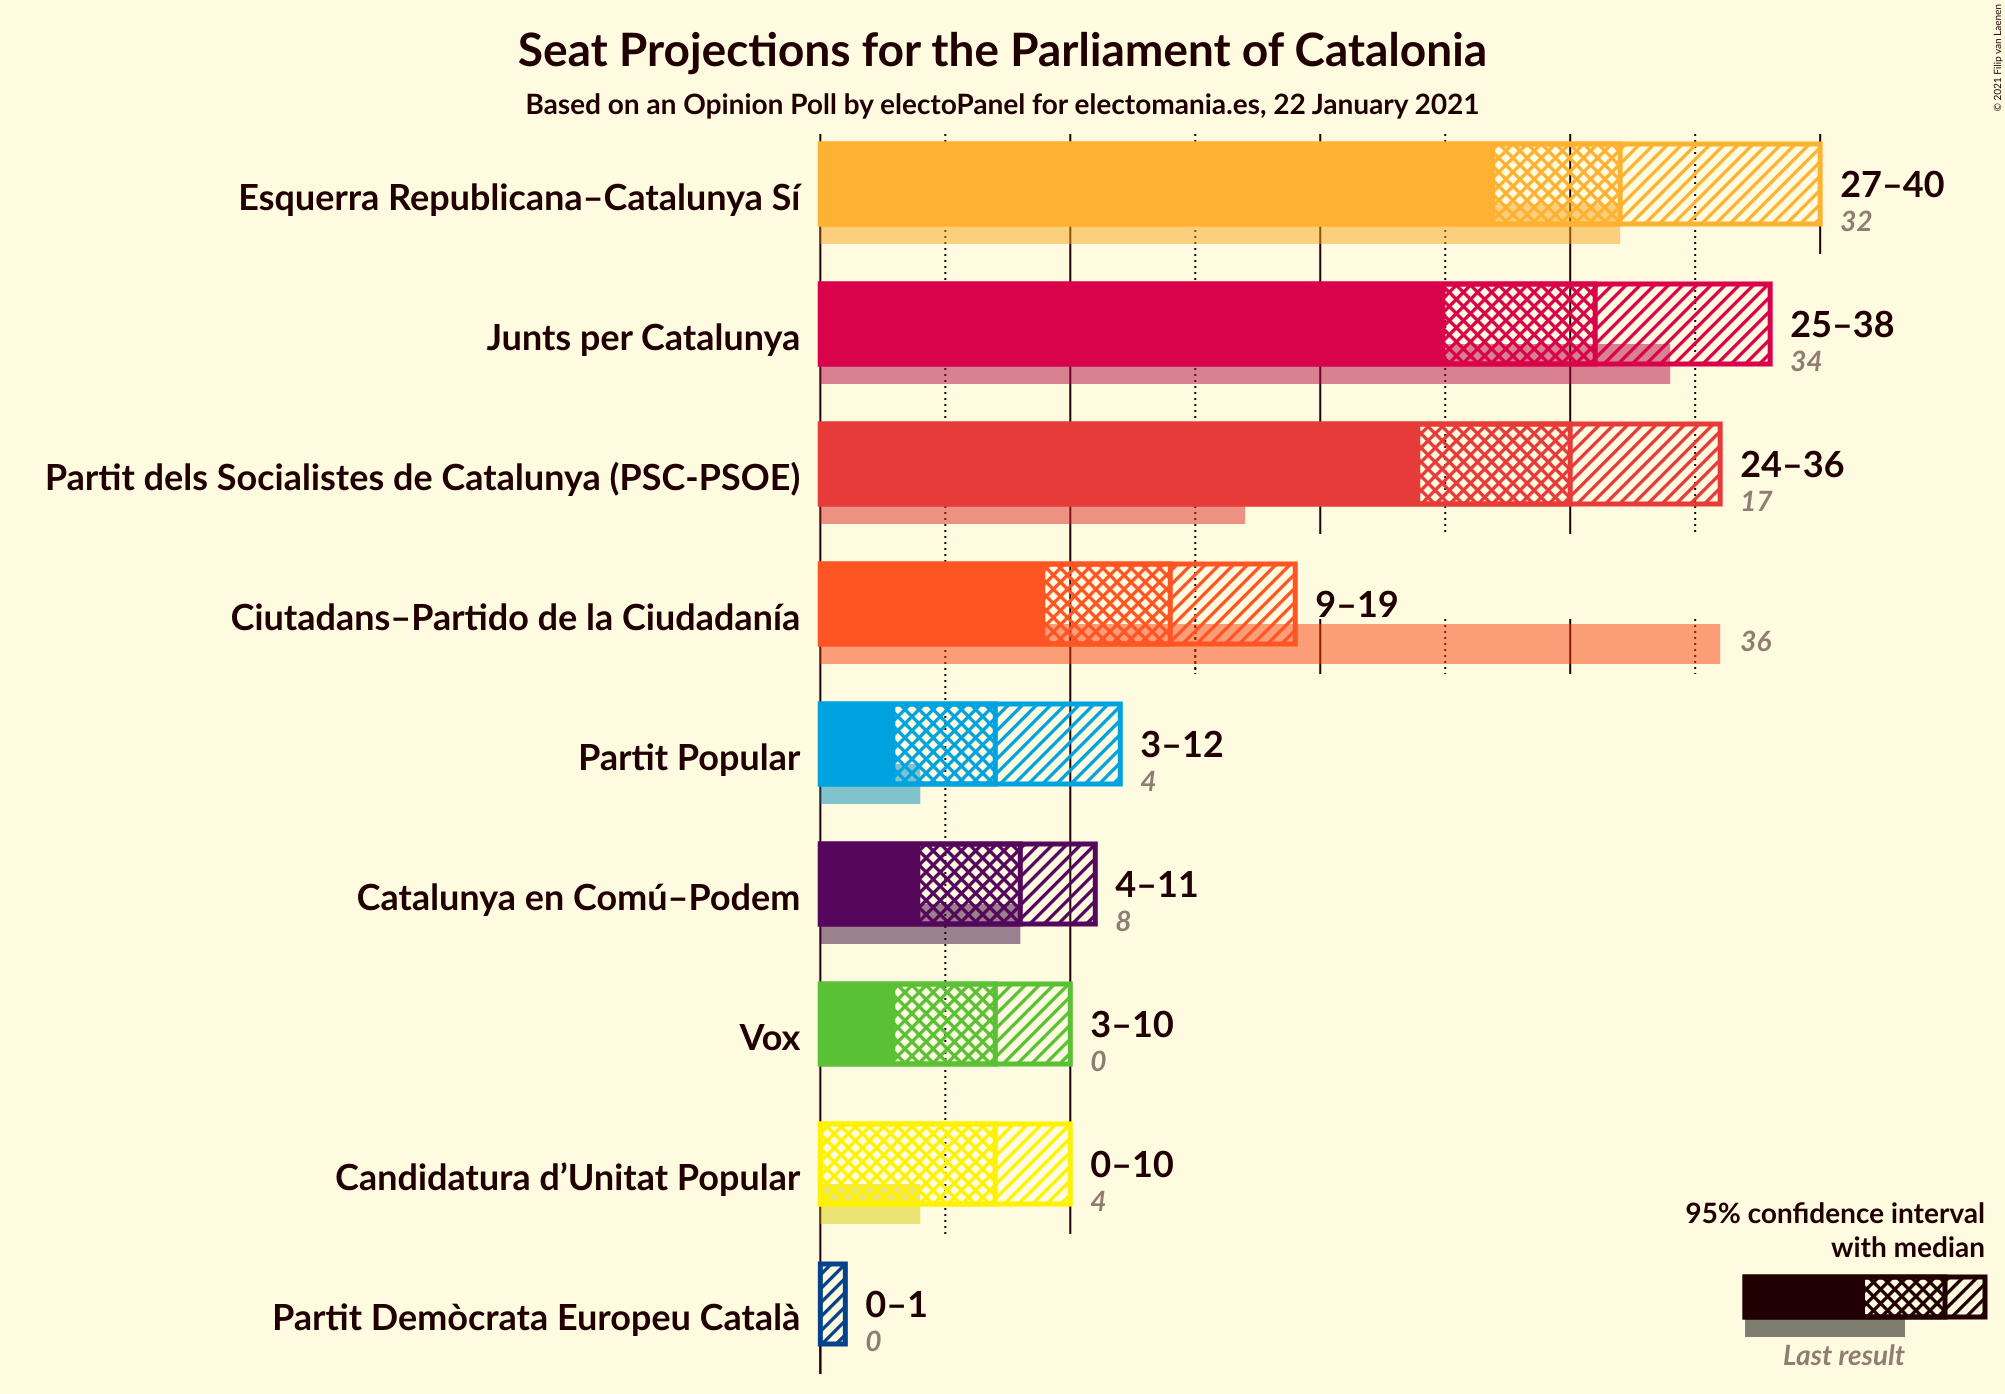 Seat Projections for the Parliament of Catalonia
Based on an Opinion Poll by electoPanel for electomania.es, 22 January 2021
© 2021 Filip van Laenen
Esquerra Republicana–Catalunya Sí
27–40
32
Junts per Catalunya
25–38
34
Partit dels Socialistes de Catalunya (PSC-PSOE)
24–36
17
Ciutadans–Partido de la Ciudadanía
9–19
36
Partit Popular
3–12
4
Catalunya en Comú–Podem
4–11
8
Vox
3–10
0
Candidatura d’Unitat Popular
0–10
4
Partit Demòcrata Europeu Català
0–1
0
95% confidence interval
with median
Last result